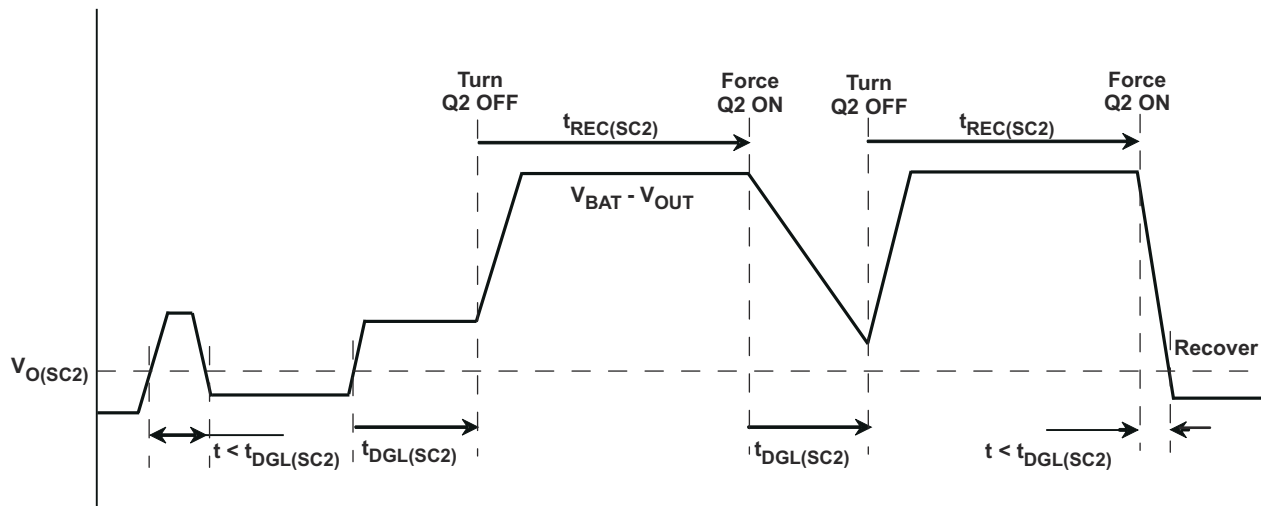 Turn
Q2 OFF
Force
Q2 ON
Turn
Q2 OFF
Force
Q2 ON
tREC(SC2)
tREC(SC2)
VBAT - VOUT
VO(SC2)
Recover
t < tDGL(SC2)
tDGL(SC2)
tDGL(SC2)
t < tDGL(SC2)